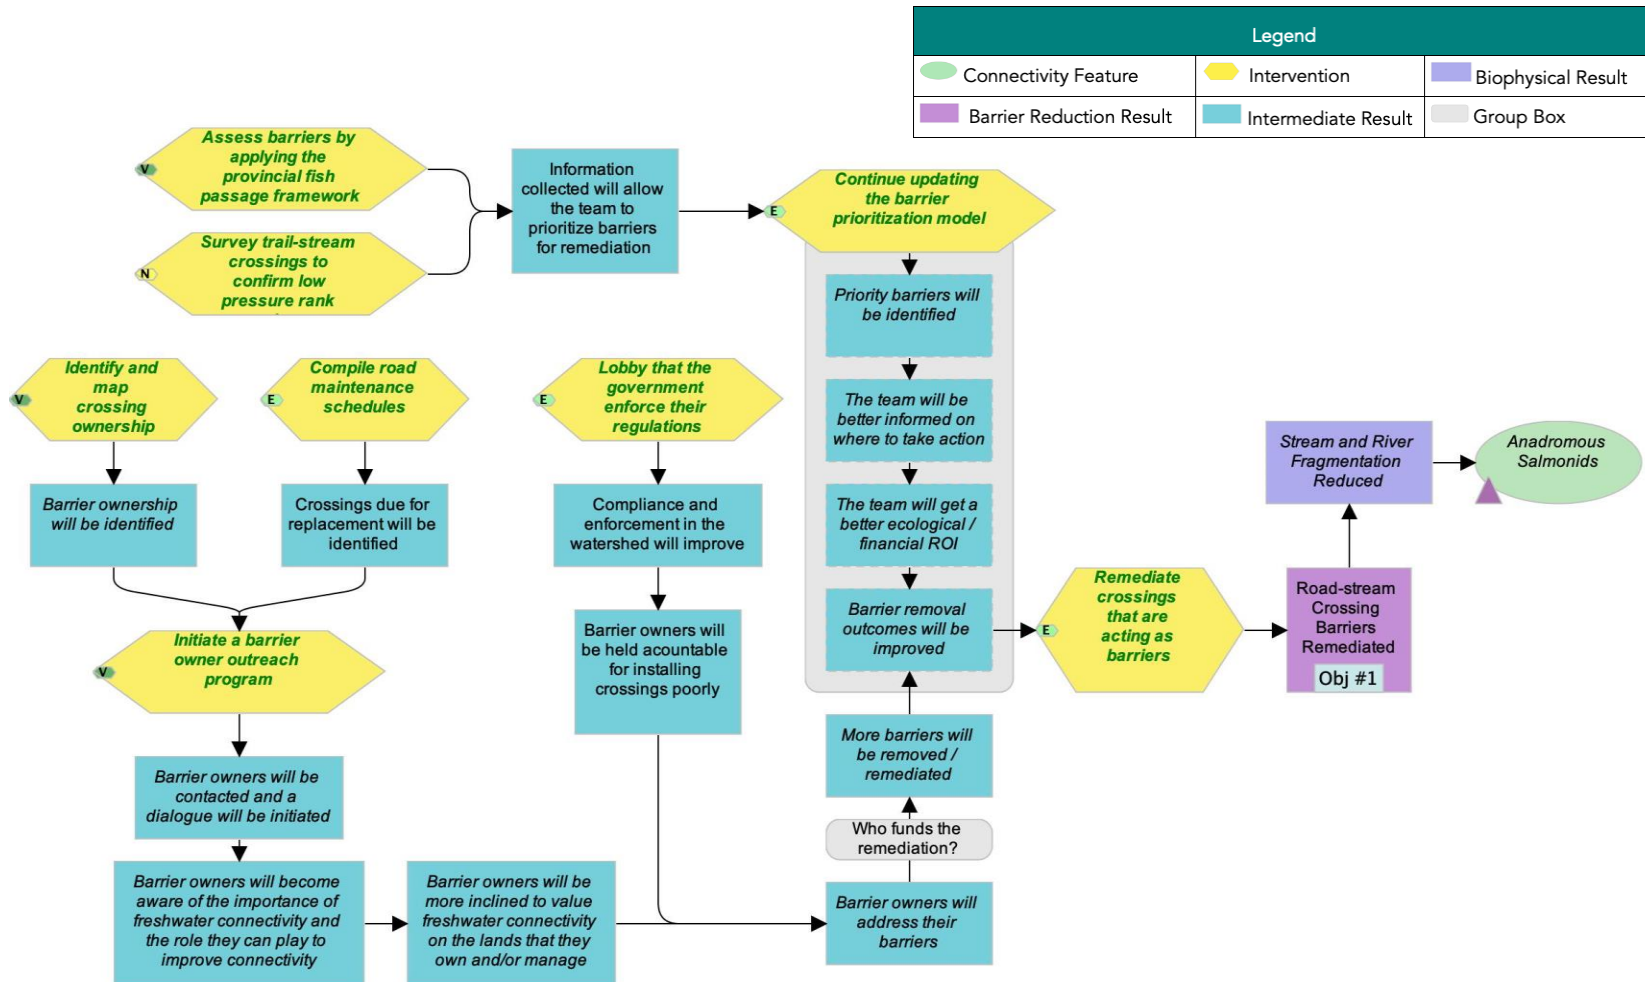 Legend
Connectivity Feature
Intervention
Biophysical Result
Barrier Reduction Result
Intermediate Result
Group Box
Assess barriers by
applying the
provincial fish
passage framework
V
Survey trail-stream
crossings to
confirm low
pressure rank
N
Information
collected will allow
the team to
prioritize barriers
for remediation
Continue updating
the barrier
prioritization model
E
Priority barriers will
be identified
The team will be
better informed on
where to take action
The team will get a
better ecological /
financial ROI
Barrier removal
outcomes will be
improved
Identify and
map
crossing
ownership
V
Compile road
maintenance
schedules
E
Lobby that the
government
enforce their
regulations
E
Barrier ownership
will be identified
Crossings due for
replacement will be
identified
Compliance and
enforcement in the
watershed will improve
Initiate a barrier
owner outreach
program
V
Barrier owners will
be held acountable
for installing
crossings poorly
Barrier owners will be
contacted and a
dialogue will be initiated
Barrier owners will become
aware of the importance of
freshwater connectivity and
the role they can play to
improve connectivity
Barrier owners will be
more inclined to value
freshwater connectivity
on the lands that they
own and/or manage
Barrier owners will
address their
barriers
Who funds the
remediation?
More barriers will
be removed /
remediated
Remediate
crossings
that are
acting as
barriers
E
Road-stream
Crossing
Barriers
Remediated
Obj #1
Stream and River
Fragmentation
Reduced
Anadromous
Salmonids